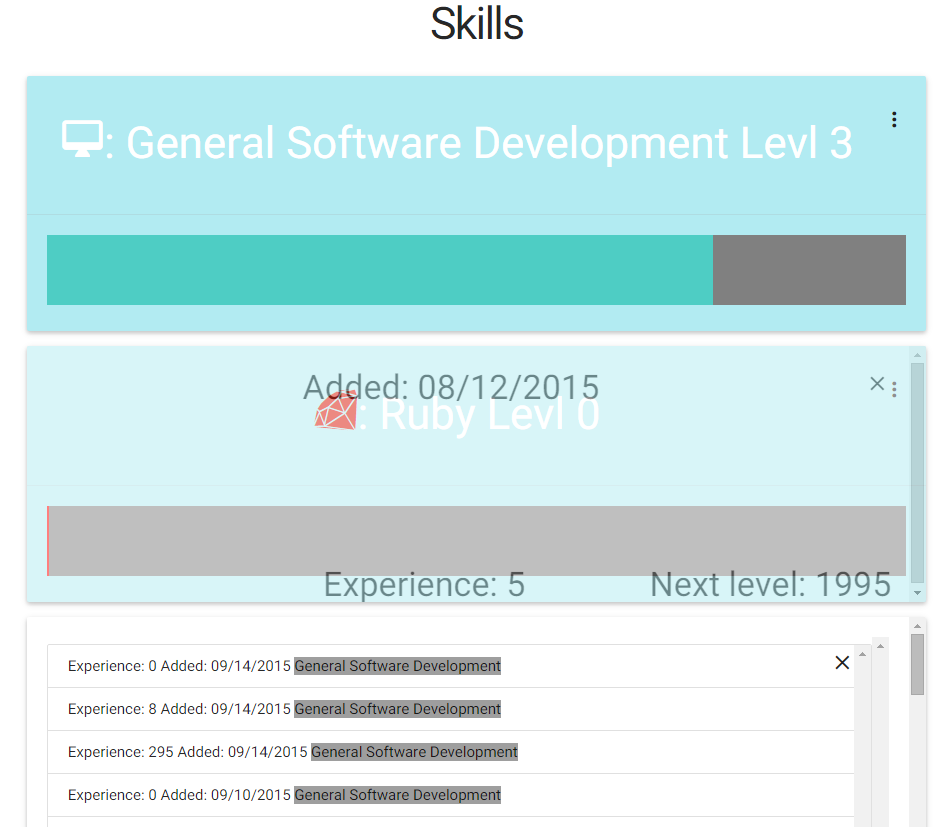 Skills
: General Software Development Levl 3
Added: 08/12/2015
: Ruby Levl 0
Experience: 5 Next level: 1995
Experience: 0 Added: 09/14/2015 General Software Development
Experience: 8 Added: 09/14/2015 General Software Development
Experience: 295 Added: 09/14/2015 General Software Development
Experience: 0 Added: 09/10/2015 General Software Development